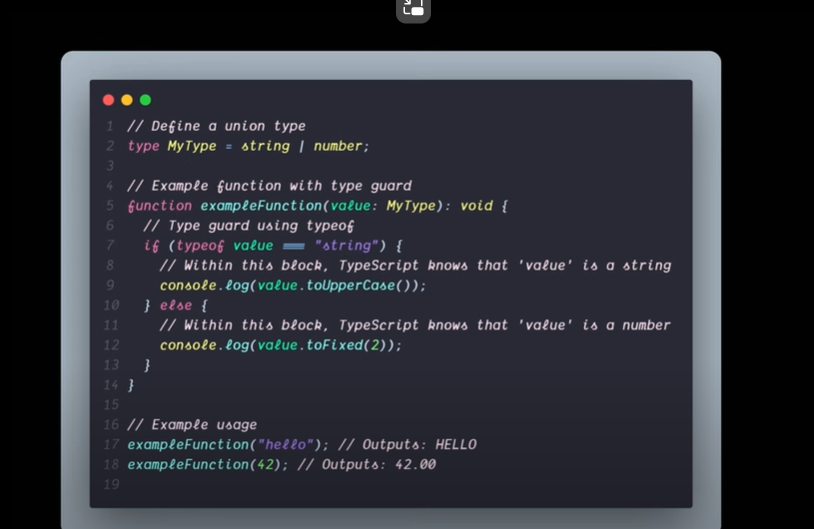 1 // Define a union type
2 type MyType = string | number;
3
4 // Example function with type guard
5 function exampleFunction(value: MyType): void {
6   // Type guard using typeof
7   if (typeof value === "string") {
8     // Within this block, TypeScript knows that 'value' is a string
9     console.log(value.toUpperCase());
10   } else {
11     // Within this block, TypeScript knows that 'value' is a number
12     console.log(value.toFixed(2));
13   }
14 }
15
16 // Example usage
17 exampleFunction("hello"); // Outputs: HELLO
18 exampleFunction(42); // Outputs: 42.00
19